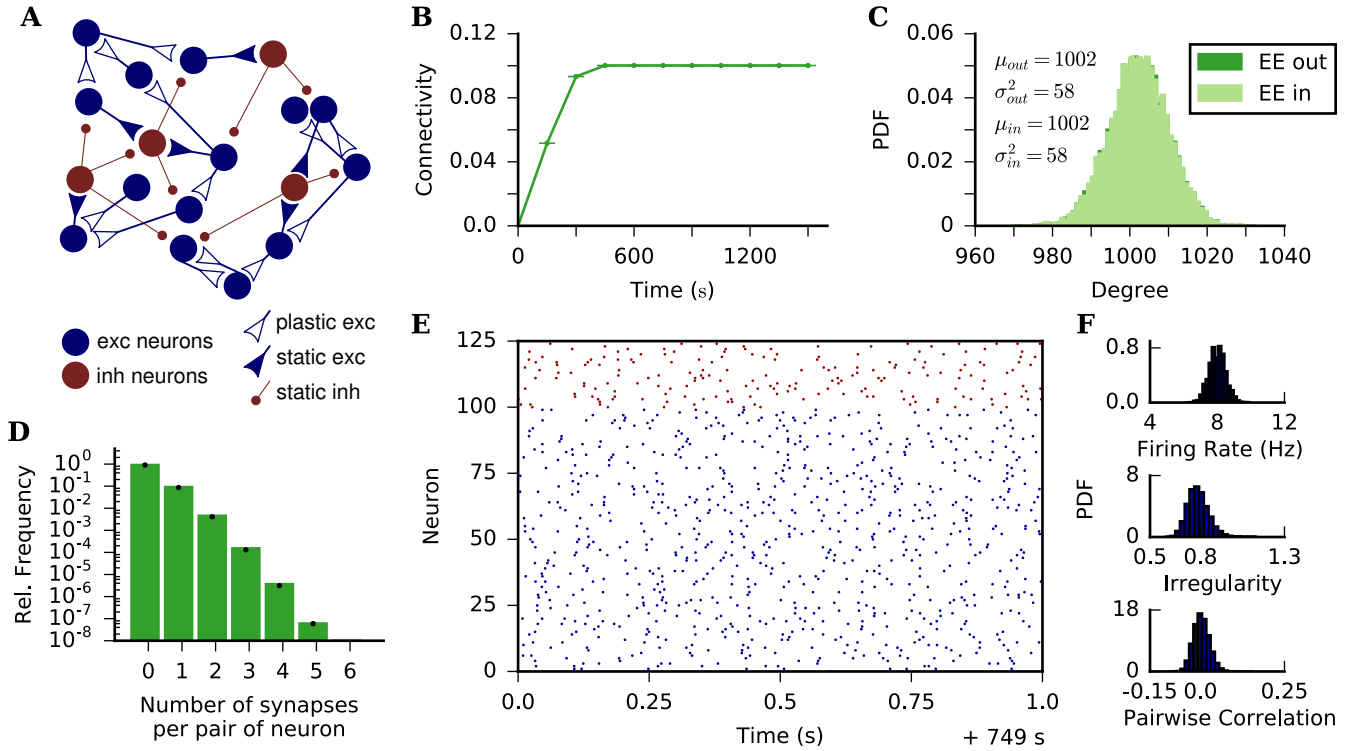 A
exc neurons
inh neurons
plastic exc
static exc
static inh
B
Connectivity
0.12
0.08
0.04
0.0
0
600
1200
Time (s)
C
PDF
0.06
0.04
0.02
0
μout = 1002
σ²out = 58
μin = 1002
σ²in = 58
EE out
EE in
960
980
1000
1020
1040
Degree
D
Rel. Frequency
10⁰
10⁻¹
10⁻²
10⁻³
10⁻⁴
10⁻⁵
10⁻⁶
10⁻⁷
10⁻⁸
0 1 2 3 4 5 6
Number of synapses
per pair of neuron
E
Neuron
125
100
75
50
25
0
0.0
0.25
0.5
0.75
1.0
Time (s)
+ 749 s
F
PDF
0.8
0.0
4
12
Firing Rate (Hz)
8
0
0.5
0.8
1.3
Irregularity
18
0
-0.15
0.0
0.25
Pairwise Correlation